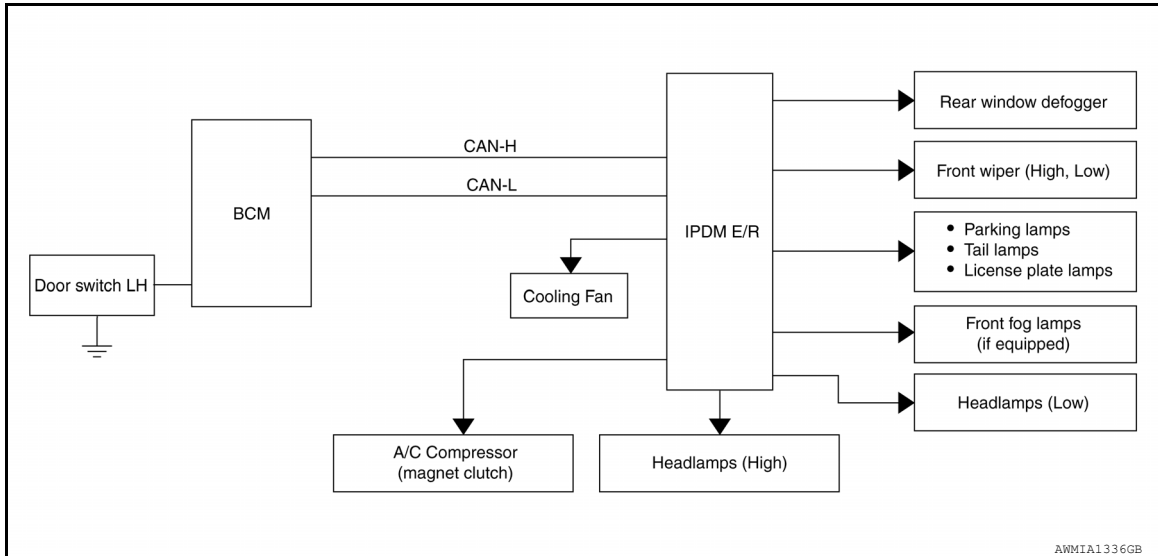 CAN-H
CAN-L
BCM
Door switch LH
IPDM E/R
Cooling Fan
A/C Compressor
(magnet clutch)
Headlamps (High)
Rear window defogger
Front wiper (High, Low)
• Parking lamps
• Tail lamps
• License plate lamps
Front fog lamps
(if equipped)
Headlamps (Low)
AWMIA1336GB